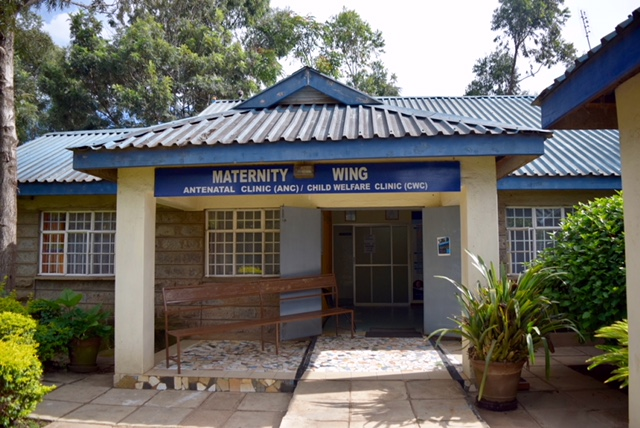 MATERNITY WING
ANTENATAL CLINIC (ANC) / CHILD WELFARE CLINIC (CWC)